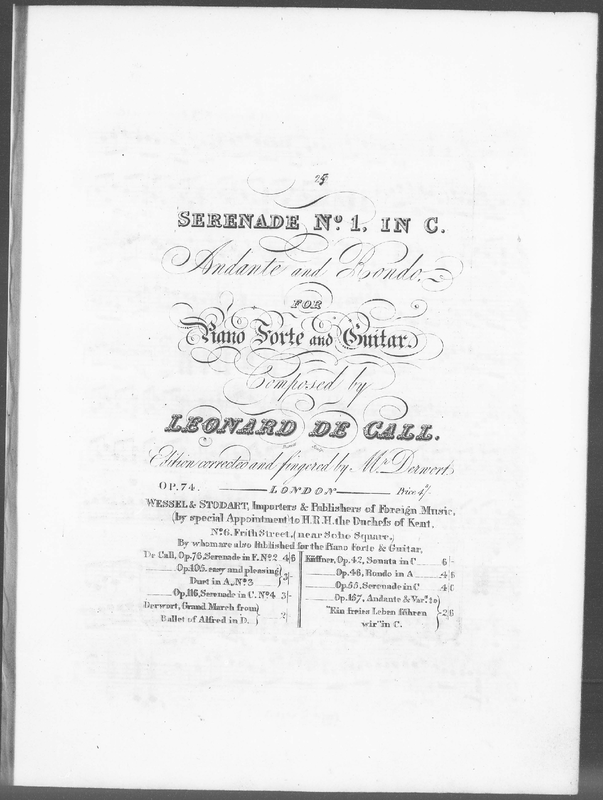 25
SERENADE No. 1. IN C.
Andante and Rondo.
FOR
Piano Forte and Guitar.
Composed by
LEONARD DE CALL.
Edition corrected and fingered by Mr. Derwort
OP. 74. LONDON Price 4/
WESSEL & STODART, Importers & Publishers of Foreign Music,
(by special Appointment) to H.R.H. the Duchess of Kent.
No. 6, Frith Street, (near Soho Square.)
By whom are also Published for the Piano Forte & Guitar,
De Call, Op. 76, Serenade in F. No. 2 4/6
Op. 105. easy and pleasing
Duet in A, No. 3 3/-
Op. 116, Serenade in C. No. 4 3/-
Derwort, Grand March from
Ballet of Alfred in D. 2/
Küffner, Op. 42, Sonata in C 6/-
Op. 46, Rondo in A 4/6
Op. 55, Serenade in C 4/6
Op. 157, Andante & Var. to
"Ein freies Leben führen
wir" in C. 2/6